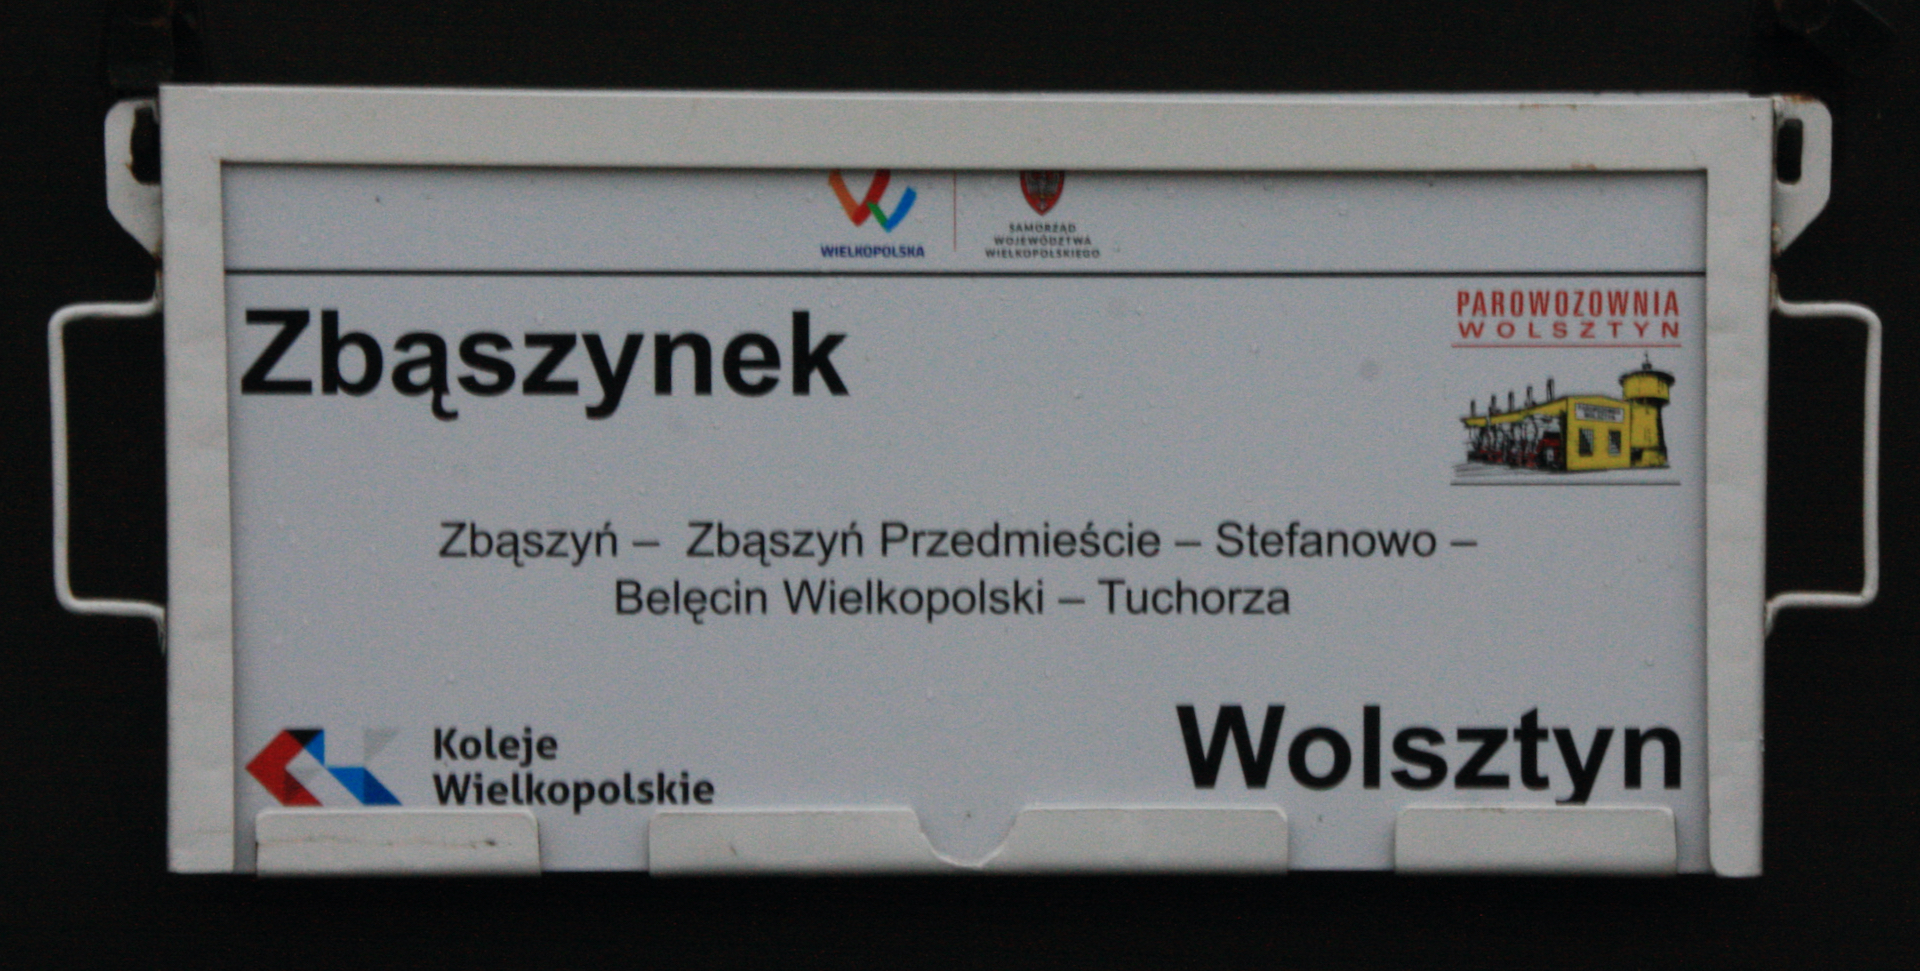 WIELKOPOLSKA
SAMORZĄD
WOJEWÓDZTWA
WIELKOPOLSKIEGO
Zbąszynek
PAROWOZOWNIA
WOLSZTYN
Zbąszyń – Zbąszyń Przedmieście – Stefanowo –
Belęcin Wielkopolski – Tuchorza
Koleje
Wielkopolskie
Wolsztyn